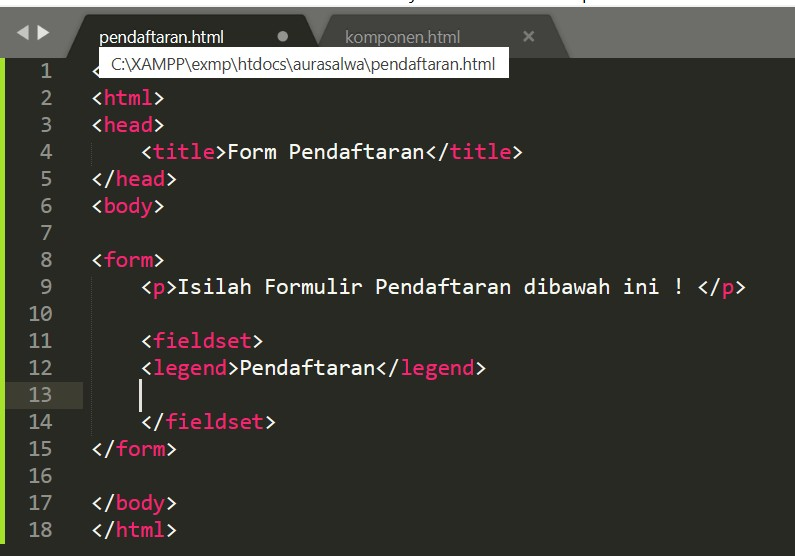 pendaftaran.html
komponen.html
C:\XAMPP\exmp\htdocs\aurasalwa\pendaftaran.html
1 <
2 <html>
3 <head>
4 <title>Form Pendaftaran</title>
5 </head>
6 <body>
7
8 <form>
9 <p>Isilah Formulir Pendaftaran dibawah ini ! </p>
10
11 <fieldset>
12 <legend>Pendaftaran</legend>
13
14 </fieldset>
15 </form>
16
17 </body>
18 </html>